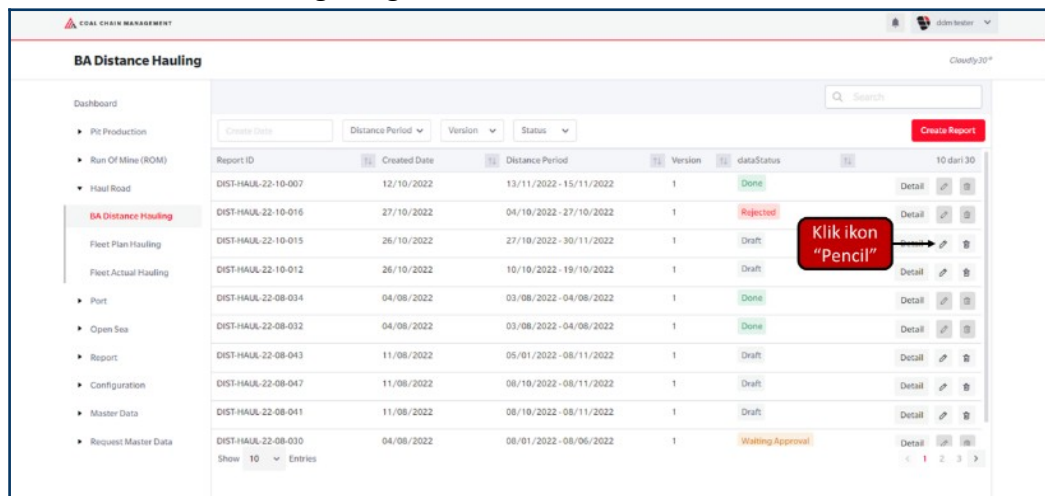 COAL CHAIN MANAGEMENT
ddm tester
BA Distance Hauling
Cloudly30°
Dashboard
Pit Production
Run Of Mine (ROM)
Haul Road
BA Distance Hauling
Fleet Plan Hauling
Fleet Actual Hauling
Port
Open Sea
Report
Configuration
Master Data
Request Master Data
Search
Create Date
Distance Period
Version
Status
Create Report
Report ID Created Date Distance Period Version dataStatus 10 dari 30
DIST-HAUL-22-10-007 12/10/2022 13/11/2022 - 15/11/2022 1 Done Detail
DIST-HAUL-22-10-016 27/10/2022 04/10/2022 - 27/10/2022 1 Rejected Detail
DIST-HAUL-22-10-015 26/10/2022 27/10/2022 - 30/11/2022 1 Draft Detail
Klik ikon
“Pencil”
DIST-HAUL-22-10-012 26/10/2022 10/10/2022 - 19/10/2022 1 Draft Detail
DIST-HAUL-22-08-034 04/08/2022 03/08/2022 - 04/08/2022 1 Done Detail
DIST-HAUL-22-08-032 04/08/2022 03/08/2022 - 04/08/2022 1 Done Detail
DIST-HAUL-22-08-043 11/08/2022 05/01/2022 - 08/11/2022 1 Draft Detail
DIST-HAUL-22-08-047 11/08/2022 08/10/2022 - 08/11/2022 1 Draft Detail
DIST-HAUL-22-08-041 11/08/2022 08/10/2022 - 08/11/2022 1 Draft Detail
DIST-HAUL-22-08-030 04/08/2022 08/01/2022 - 08/06/2022 1 Waiting Approval Detail
Show 10 Entries
< 1 2 3 >